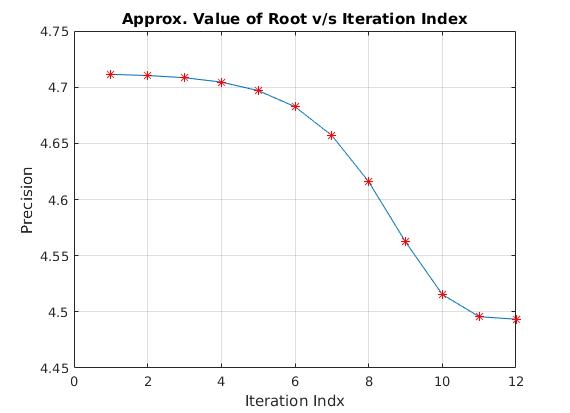 Approx. Value of Root v/s Iteration Index
4.75
4.7
4.65
4.6
4.55
4.5
4.45
Precision
0 2 4 6 8 10 12
Iteration Indx